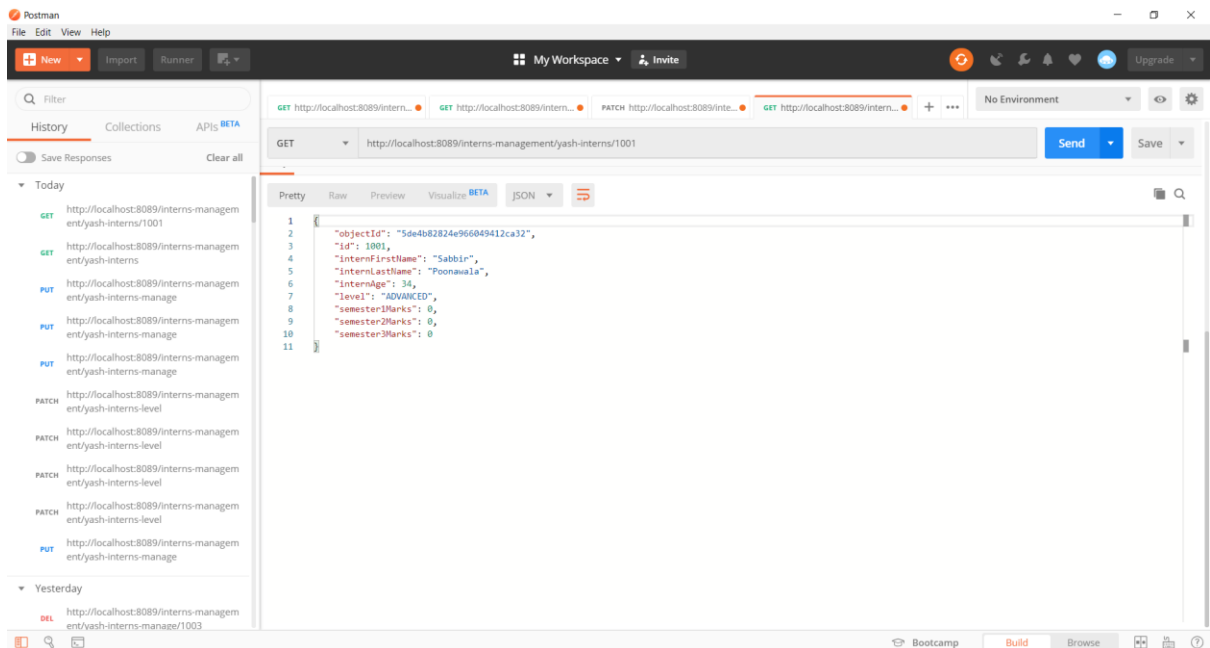 Postman
File Edit View Help
New Import Runner My Workspace Invite Upgrade
Filter
History Collections APIs BETA
Save Responses Clear all
Today
GET http://localhost:8089/interns-managem
ent/yash-interns/1001
GET http://localhost:8089/interns-managem
ent/yash-interns
PUT http://localhost:8089/interns-managem
ent/yash-interns-manage
PUT http://localhost:8089/interns-managem
ent/yash-interns-manage
PUT http://localhost:8089/interns-managem
ent/yash-interns-manage
PATCH http://localhost:8089/interns-managem
ent/yash-interns-level
PATCH http://localhost:8089/interns-managem
ent/yash-interns-level
PATCH http://localhost:8089/interns-managem
ent/yash-interns-level
PATCH http://localhost:8089/interns-managem
ent/yash-interns-level
PUT http://localhost:8089/interns-managem
ent/yash-interns-manage
Yesterday
DEL http://localhost:8089/interns-managem
ent/yash-interns-manage/1003
GET http://localhost:8089/intern... GET http://localhost:8089/intern... PATCH http://localhost:8089/inte... GET http://localhost:8089/intern... + ... No Environment
GET http://localhost:8089/interns-management/yash-interns/1001 Send Save
Pretty Raw Preview Visualize BETA JSON
1 {
2 "objectId": "5de4b82824e966049412ca32",
3 "id": 1001,
4 "internFirstName": "Sabbir",
5 "internLastName": "Poonawala",
6 "internAge": 34,
7 "level": "ADVANCED",
8 "semester1Marks": 0,
9 "semester2Marks": 0,
10 "semester3Marks": 0
11 }
Bootcamp Build Browse